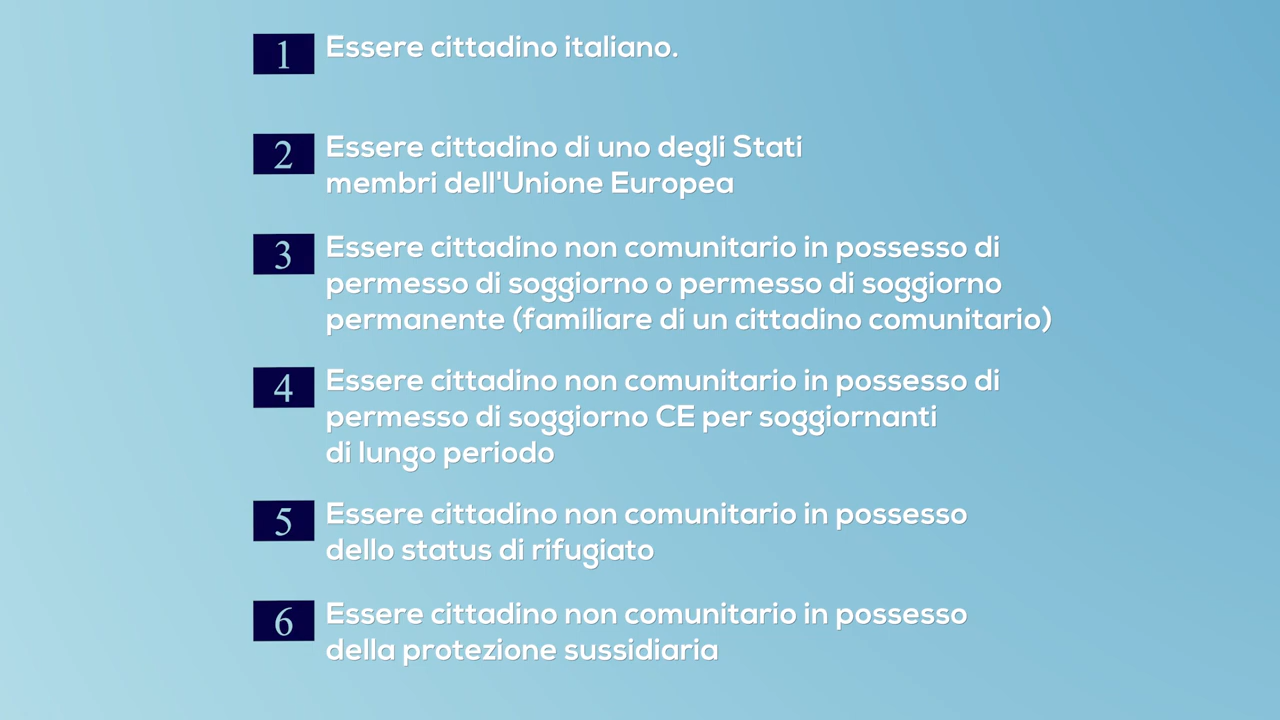 1 Essere cittadino italiano.
2 Essere cittadino di uno degli Stati
membri dell'Unione Europea
3 Essere cittadino non comunitario in possesso di
permesso di soggiorno o permesso di soggiorno
permanente (familiare di un cittadino comunitario)
4 Essere cittadino non comunitario in possesso di
permesso di soggiorno CE per soggiornanti
di lungo periodo
5 Essere cittadino non comunitario in possesso
dello status di rifugiato
6 Essere cittadino non comunitario in possesso
della protezione sussidiaria